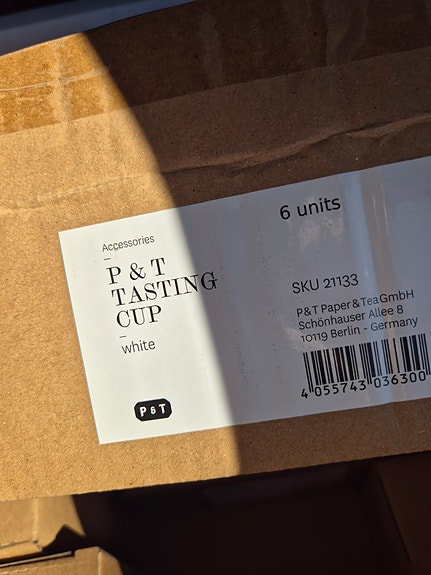 6 units
Accessories
P & T
TASTING
CUP
white
P & T
SKU 21133
P&T Paper & Tea GmbH
Schönhauser Allee 8
10119 Berlin - Germany
4 055743 036300